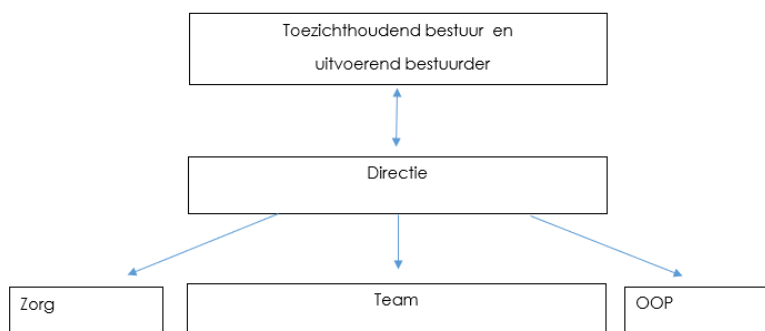 Toezichthoudend bestuur en
uitvoerend bestuurder
Directie
Zorg
Team
OOP